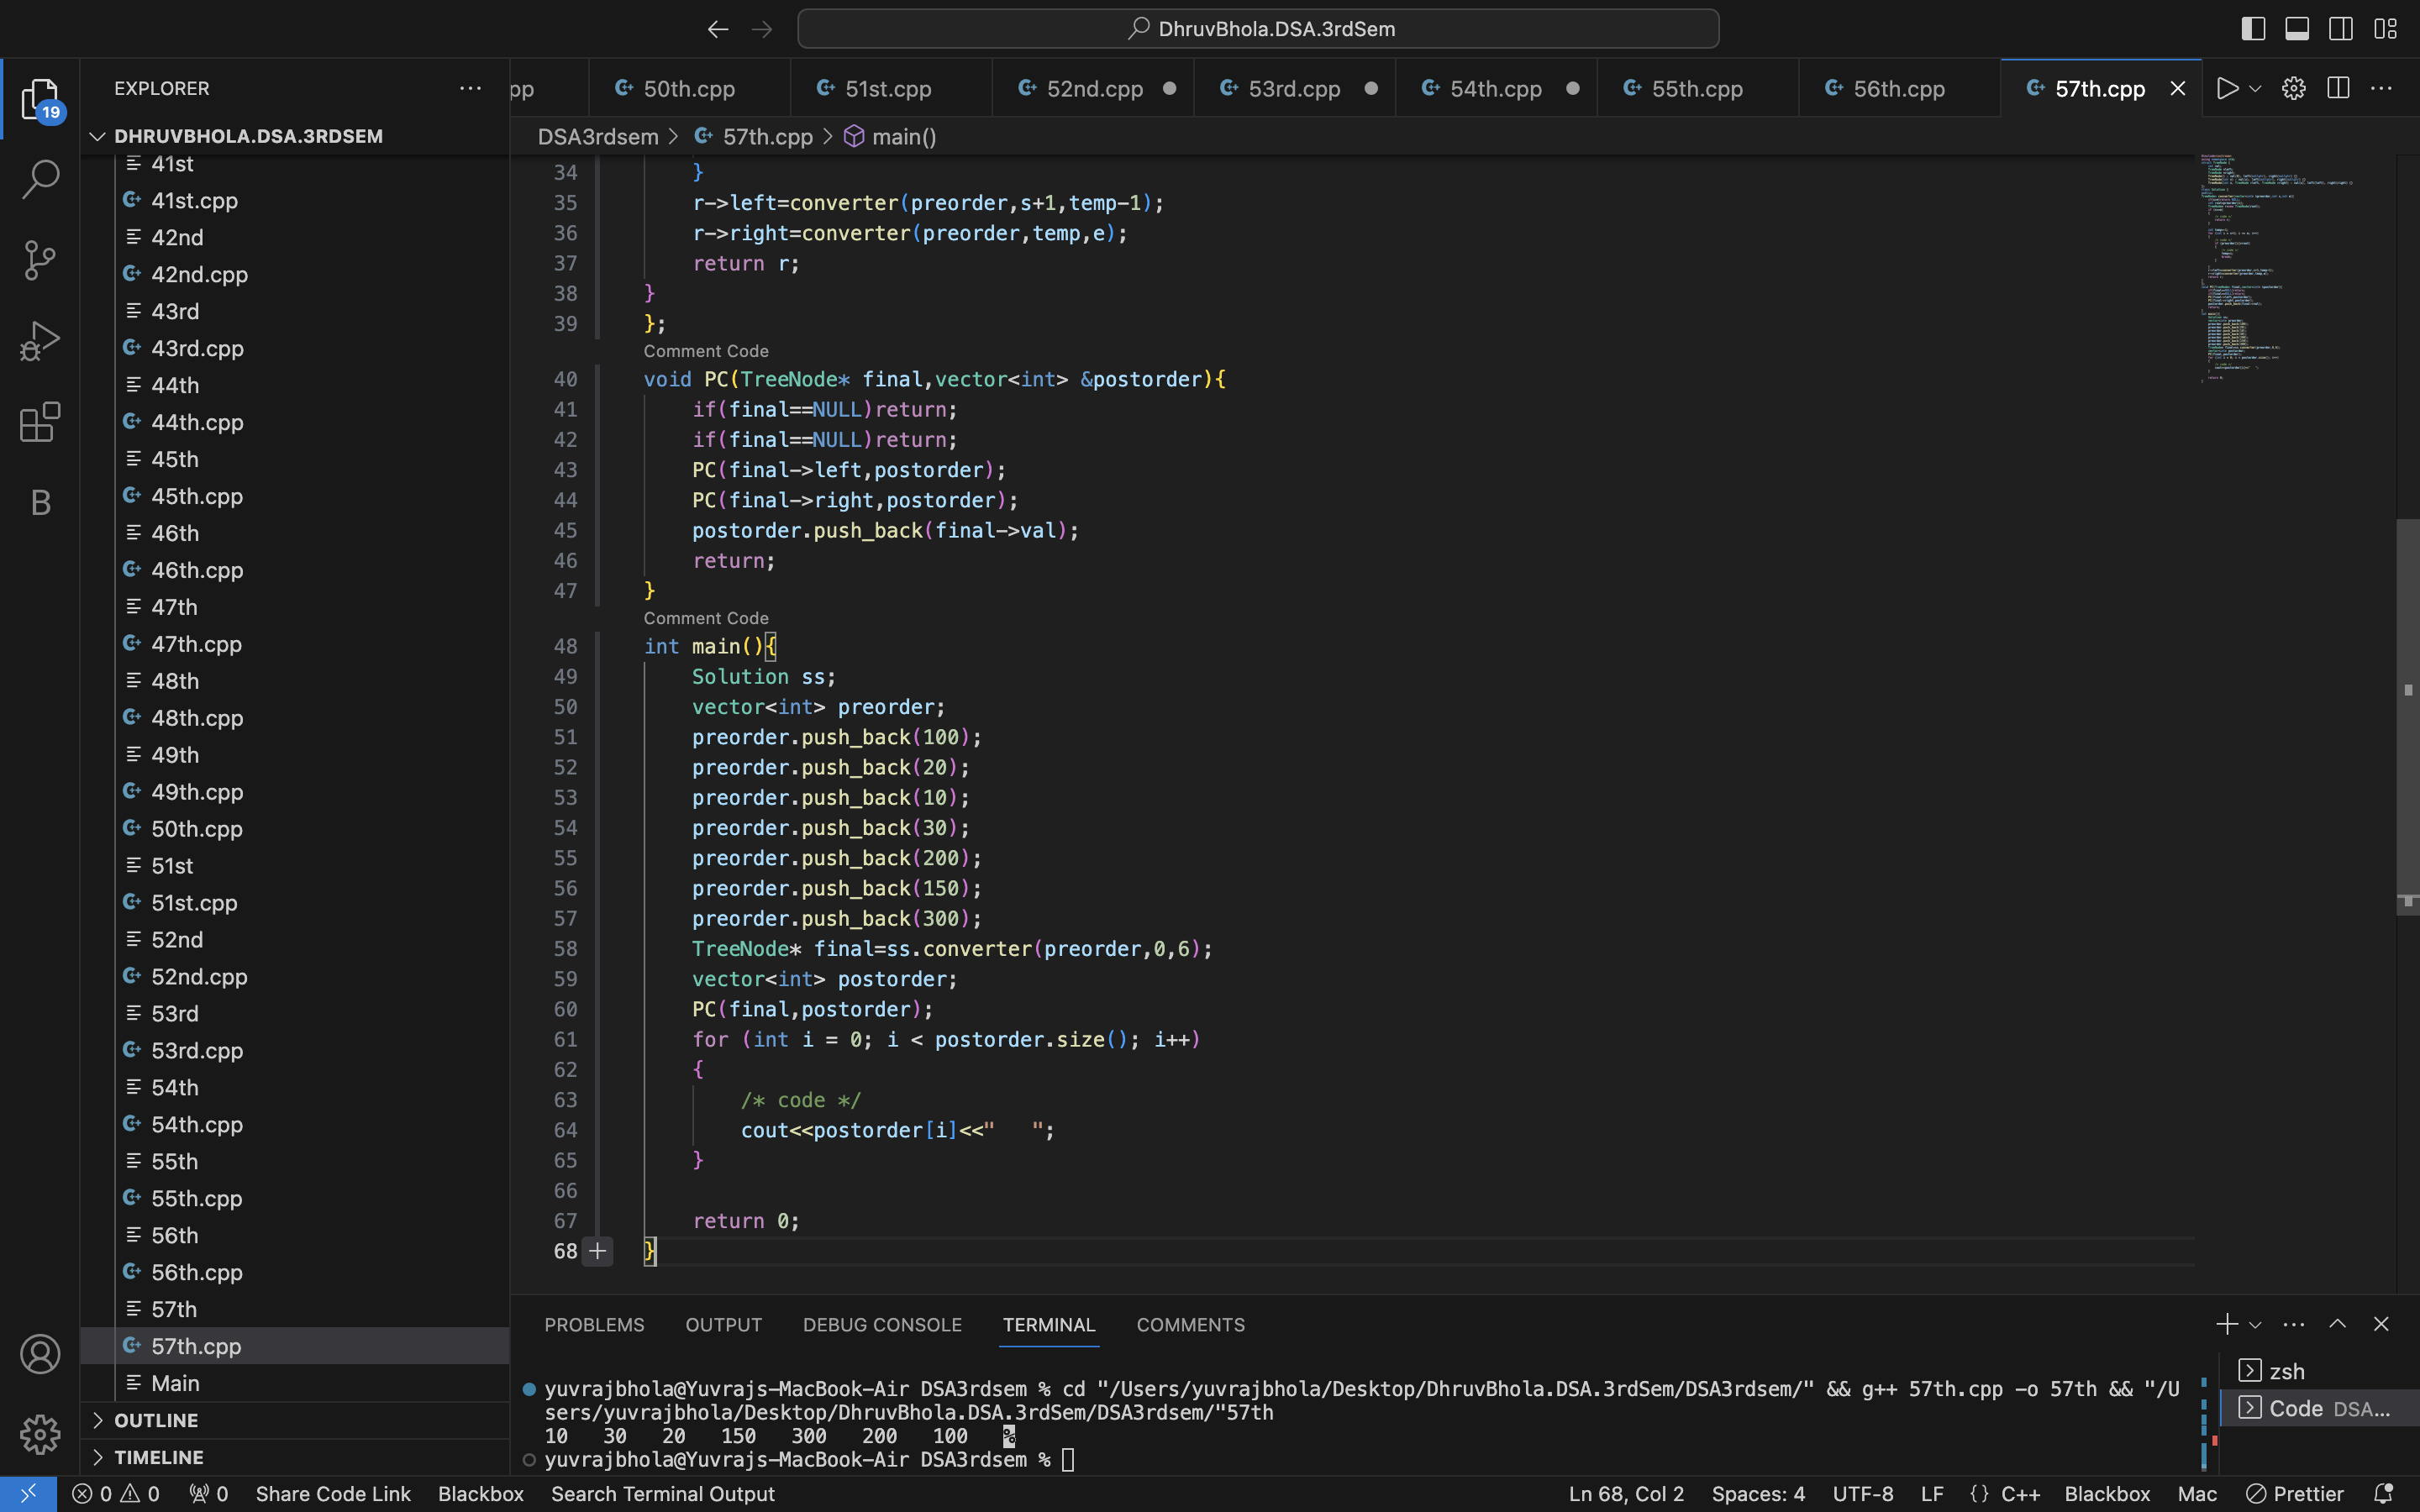 DhruvBhola.DSA.3rdSem
EXPLORER
19
pp
50th.cpp
51st.cpp
52nd.cpp
53rd.cpp
54th.cpp
55th.cpp
56th.cpp
57th.cpp
DHRUVBHOLA.DSA.3RDSEM
DSA3rdsem > 57th.cpp > main()
41st
41st.cpp
42nd
42nd.cpp
43rd
43rd.cpp
44th
44th.cpp
45th
45th.cpp
46th
46th.cpp
47th
47th.cpp
48th
48th.cpp
49th
49th.cpp
50th.cpp
51st
51st.cpp
52nd
52nd.cpp
53rd
53rd.cpp
54th
54th.cpp
55th
55th.cpp
56th
56th.cpp
57th
57th.cpp
Main
OUTLINE
TIMELINE
B
34 }
35 r->left=converter(preorder,s+1,temp-1);
36 r->right=converter(preorder,temp,e);
37 return r;
38 }
39 };
Comment Code
40 void PC(TreeNode* final,vector<int> &postorder){
41 if(final==NULL)return;
42 if(final==NULL)return;
43 PC(final->left,postorder);
44 PC(final->right,postorder);
45 postorder.push_back(final->val);
46 return;
47 }
Comment Code
48 int main(){
49 Solution ss;
50 vector<int> preorder;
51 preorder.push_back(100);
52 preorder.push_back(20);
53 preorder.push_back(10);
54 preorder.push_back(30);
55 preorder.push_back(200);
56 preorder.push_back(150);
57 preorder.push_back(300);
58 TreeNode* final=ss.converter(preorder,0,6);
59 vector<int> postorder;
60 PC(final,postorder);
61 for (int i = 0; i < postorder.size(); i++)
62 {
63 /* code */
64 cout<<postorder[i]<<"   ";
65 }
66
67 return 0;
68 }
PROBLEMS OUTPUT DEBUG CONSOLE TERMINAL COMMENTS
yuvrajbhola@Yuvrajs-MacBook-Air DSA3rdsem % cd "/Users/yuvrajbhola/Desktop/DhruvBhola.DSA.3rdSem/DSA3rdsem/" && g++ 57th.cpp -o 57th && "/U
sers/yuvrajbhola/Desktop/DhruvBhola.DSA.3rdSem/DSA3rdsem/"57th
10   30   20   150   300   200   100   %
yuvrajbhola@Yuvrajs-MacBook-Air DSA3rdsem %
zsh
Code DSA...
0 0 0 Share Code Link Blackbox Search Terminal Output Ln 68, Col 2 Spaces: 4 UTF-8 LF {} C++ Blackbox Mac Prettier